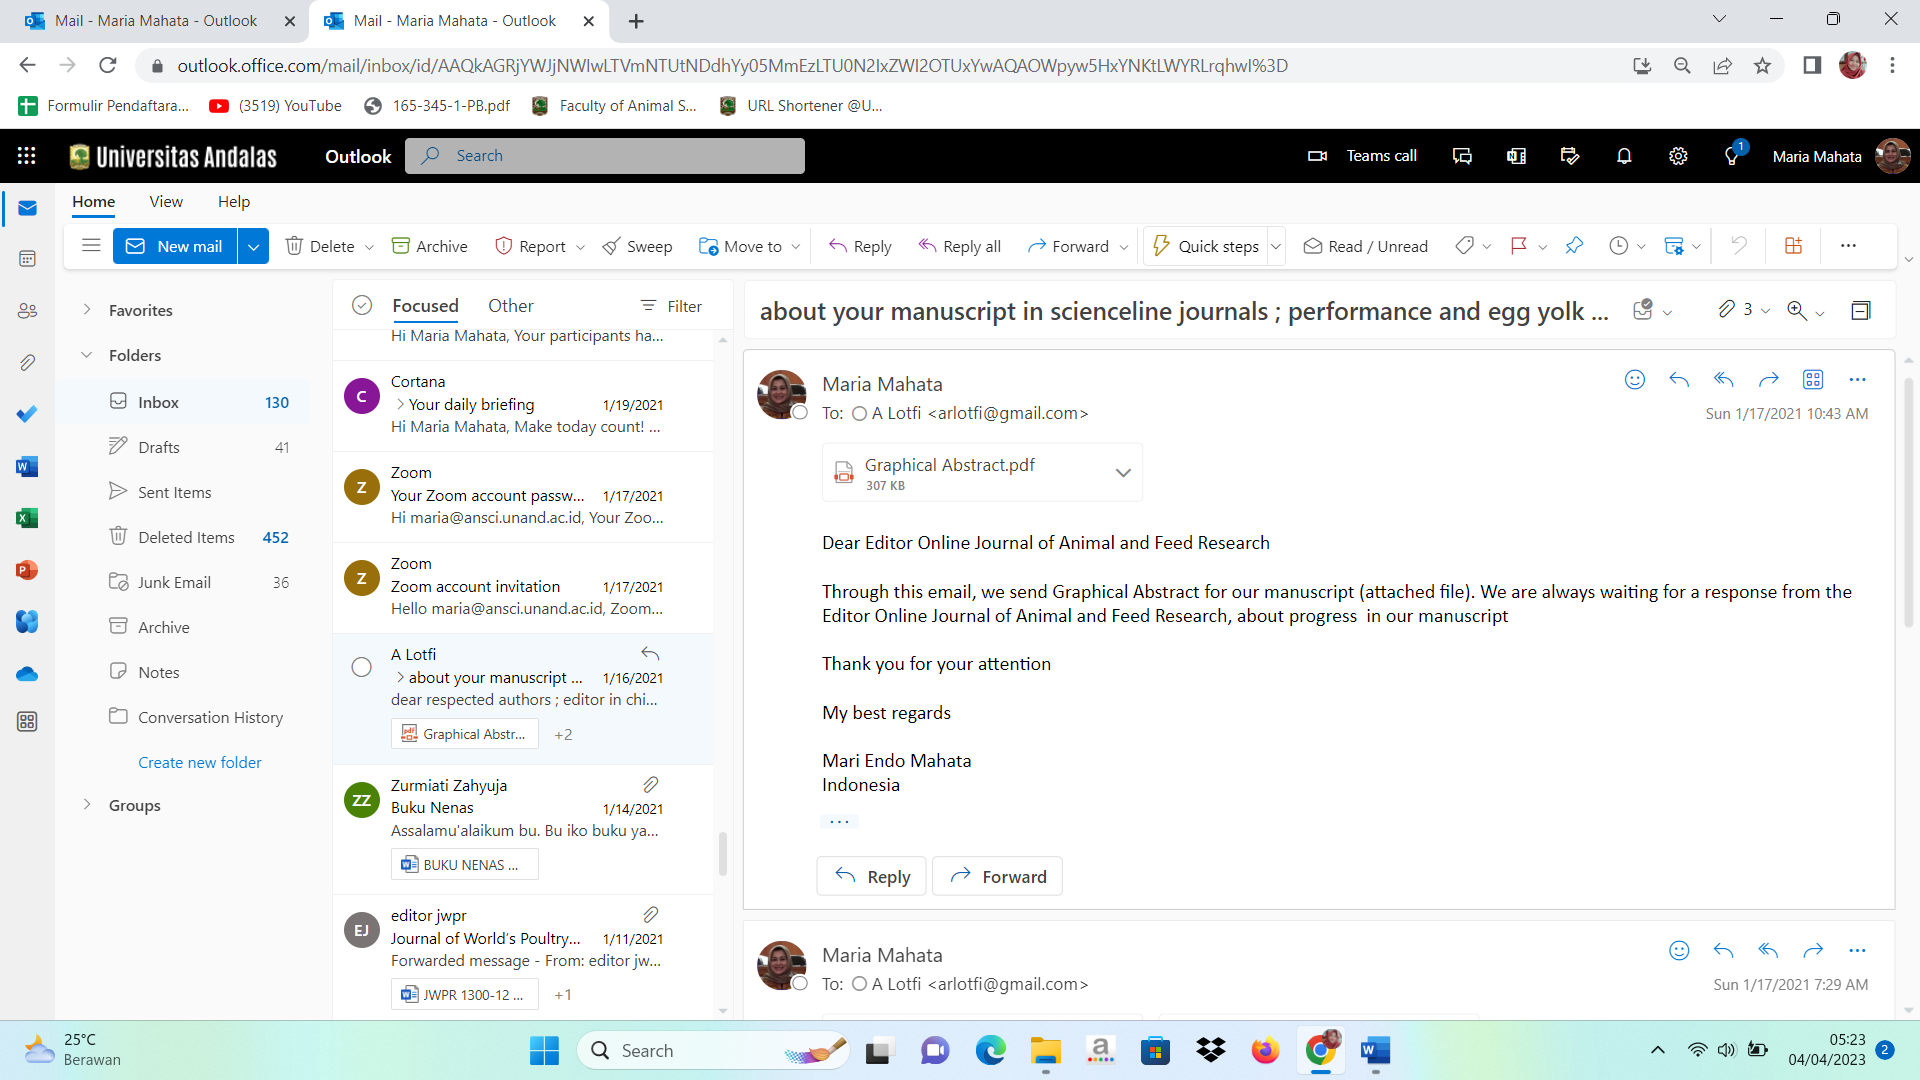 Mail - Maria Mahata - Outlook
Mail - Maria Mahata - Outlook
outlook.office.com/mail/inbox/id/AAQkAGRjYWJjNWIwLTVmNTUtNDdhYy05MmEzLTU0N2IxZWI2OTUxYwAQAOWpyw5HxYNKtLWYRLrqhwI%3D
Formulir Pendaftara...
(3519) YouTube
165-345-1-PB.pdf
Faculty of Animal S...
URL Shortener @U...
Universitas Andalas
Outlook
Search
Teams call
1
Maria Mahata
Home
View
Help
New mail
Delete
Archive
Report
Sweep
Move to
Reply
Reply all
Forward
Quick steps
Read / Unread
Favorites
Folders
Inbox 130
Drafts 41
Sent Items
Deleted Items 452
Junk Email 36
Archive
Notes
Conversation History
Create new folder
Groups
Focused
Other
Filter
Hi Maria Mahata, Your participants ha...
C
Cortana
Your daily briefing 1/19/2021
Hi Maria Mahata, Make today count! ...
Z
Zoom
Your Zoom account passw... 1/17/2021
Hi maria@ansci.unand.ac.id, Your Zoo...
Z
Zoom
Zoom account invitation 1/17/2021
Hello maria@ansci.unand.ac.id, Zoom...
A Lotfi
about your manuscript ... 1/16/2021
dear respected authors ; editor in chi...
Graphical Abstr... +2
ZZ
Zurmiati Zahyuja
Buku Nenas 1/14/2021
Assalamu'alaikum bu. Bu iko buku ya...
BUKU NENAS ...
EJ
editor jwpr
Journal of World's Poultry... 1/11/2021
Forwarded message - From: editor jw...
JWPR 1300-12 ... +1
about your manuscript in scienceline journals ; performance and egg yolk ...
3
Maria Mahata
To: A Lotfi <arlotfi@gmail.com>
Sun 1/17/2021 10:43 AM
Graphical Abstract.pdf
307 KB
Dear Editor Online Journal of Animal and Feed Research
Through this email, we send Graphical Abstract for our manuscript (attached file). We are always waiting for a response from the
Editor Online Journal of Animal and Feed Research, about progress  in our manuscript
Thank you for your attention
My best regards
Mari Endo Mahata
Indonesia
...
Reply
Forward
Maria Mahata
To: A Lotfi <arlotfi@gmail.com>
Sun 1/17/2021 7:29 AM
25°C
Berawan
Search
05:23
04/04/2023
2